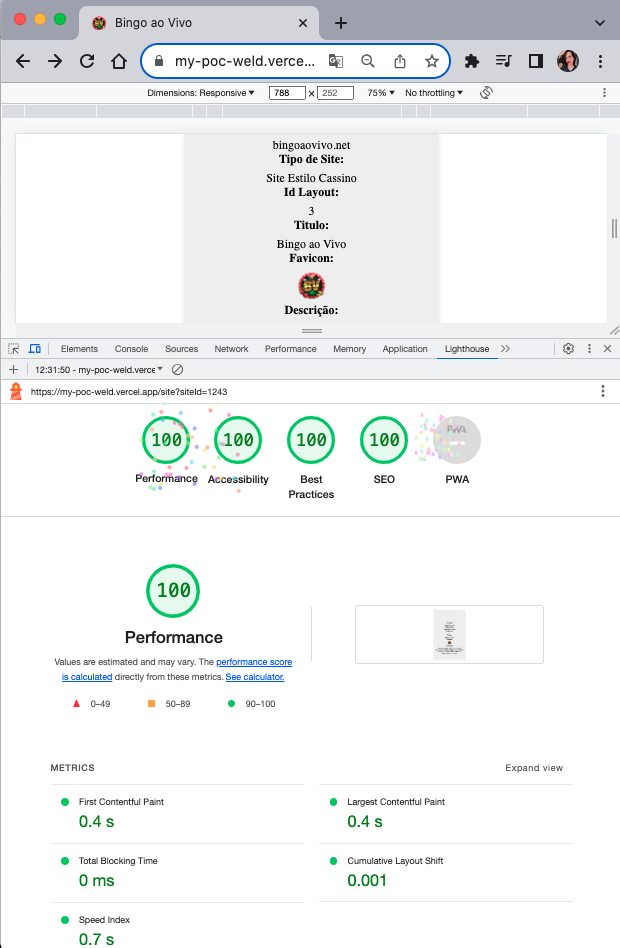 Bingo ao Vivo
my-poc-weld.verce...
Dimensions: Responsive 788 x 252 75% No throttling
bingoaovivo.net
Tipo de Site:
Site Estilo Cassino
Id Layout:
3
Titulo:
Bingo ao Vivo
Favicon:
Descrição:
Elements Console Sources Network Performance Memory Application Lighthouse
12:31:50 - my-poc-weld.verce
https://my-poc-weld.vercel.app/site?siteId=1243
100 100 100 100 PWA
Performance Accessibility Best Practices SEO PWA
100
Performance
Values are estimated and may vary. The performance score
is calculated directly from these metrics. See calculator.
0–49 50–89 90–100
METRICS Expand view
First Contentful Paint
0.4 s
Largest Contentful Paint
0.4 s
Total Blocking Time
0 ms
Cumulative Layout Shift
0.001
Speed Index
0.7 s